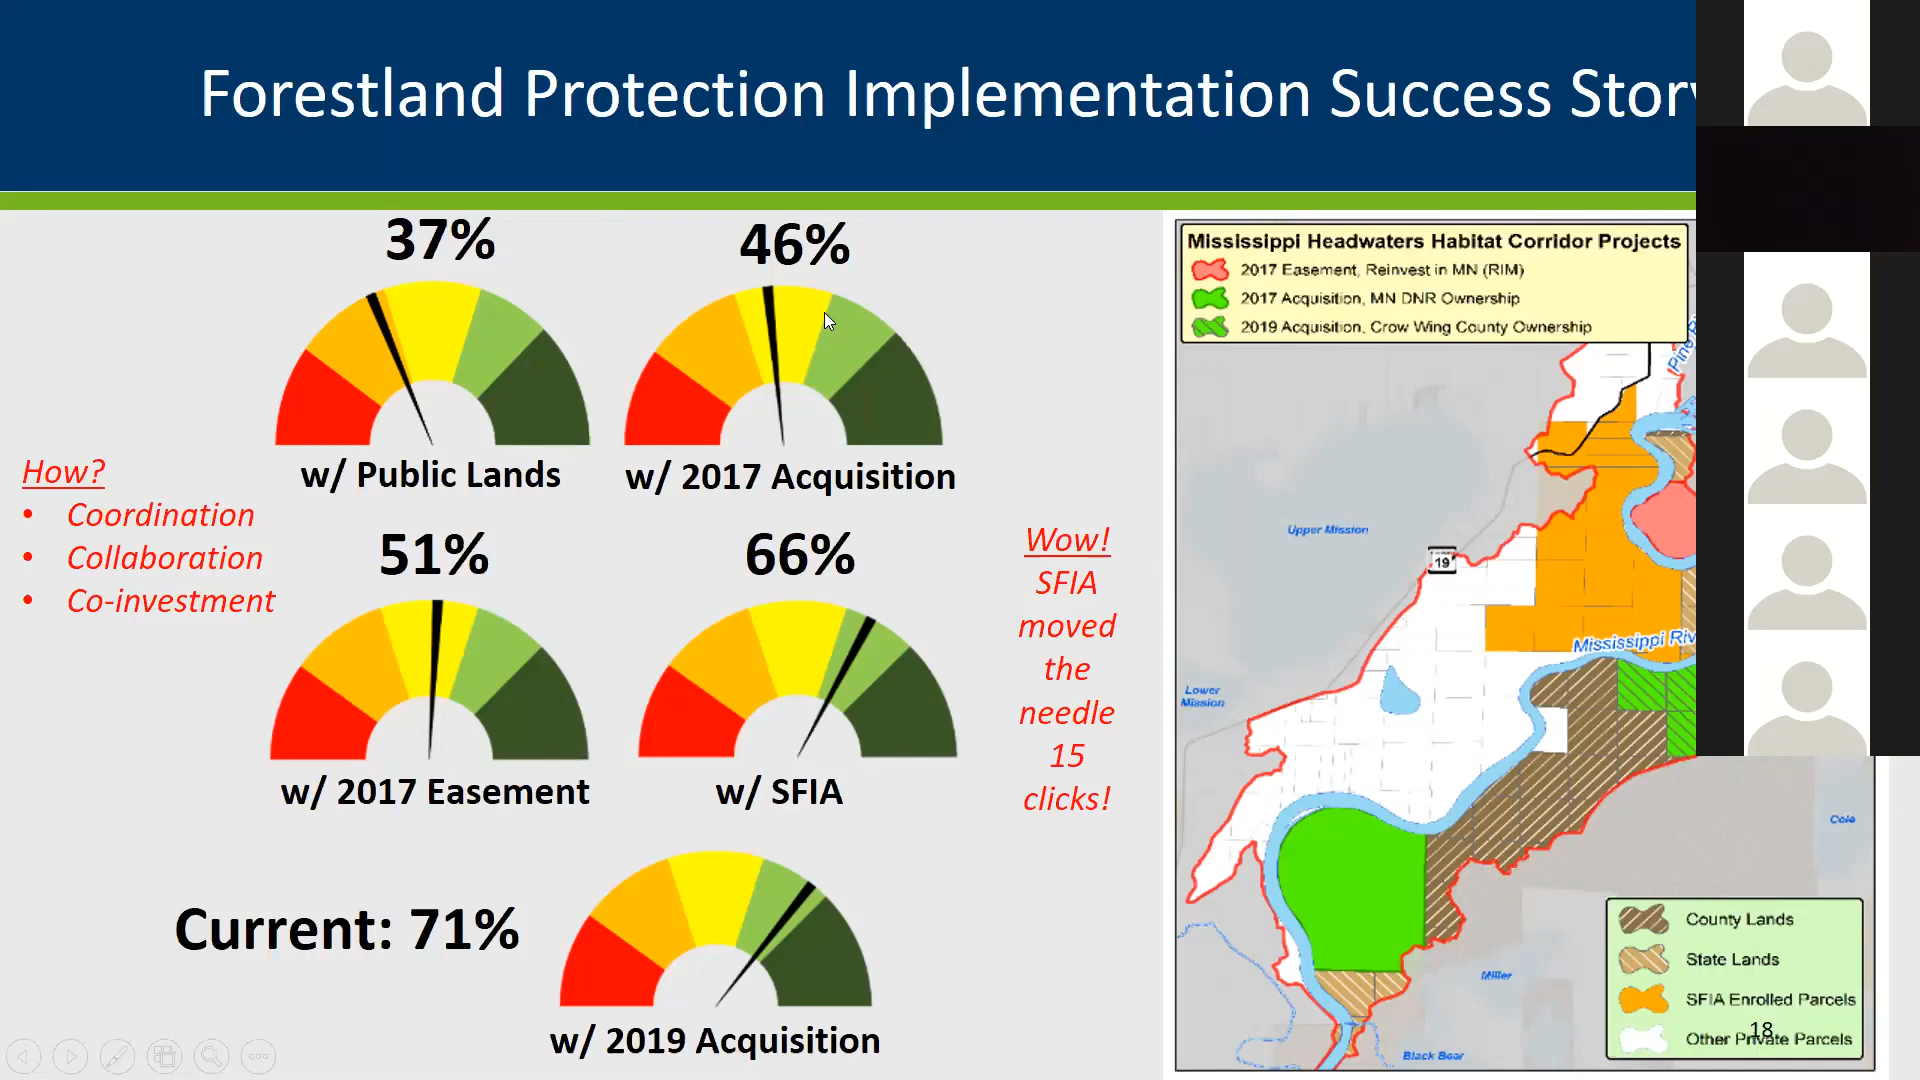 Forestland Protection Implementation Success Story
37%
46%
w/ Public Lands
w/ 2017 Acquisition
How?
• Coordination
• Collaboration
• Co-investment
51%
66%
w/ 2017 Easement
w/ SFIA
Wow!
SFIA
moved
the
needle
15
clicks!
Current: 71%
w/ 2019 Acquisition
Mississippi Headwaters Habitat Corridor Projects
2017 Easement, Reinvest in MN (RIM)
2017 Acquisition, MN DNR Ownership
2019 Acquisition, Crow Wing County Ownership
Pine
Upper Mission
19
Mississippi Riv
Lower
Mission
Cole
Miller
Black Bear
County Lands
State Lands
SFIA Enrolled Parcels
18
Other Private Parcels